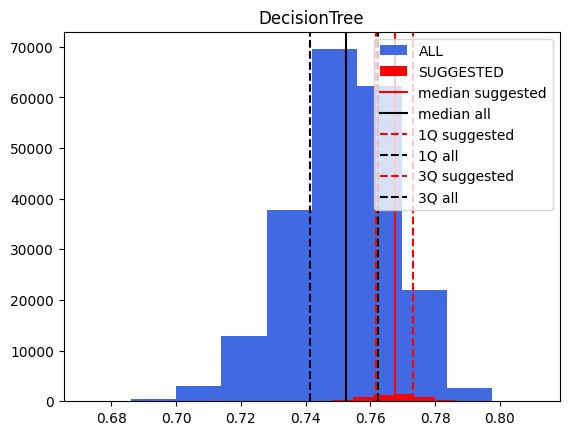 DecisionTree
70000
60000
50000
40000
30000
20000
10000
0
0.68 0.70 0.72 0.74 0.76 0.78 0.80
ALL
SUGGESTED
median suggested
median all
1Q suggested
1Q all
3Q suggested
3Q all